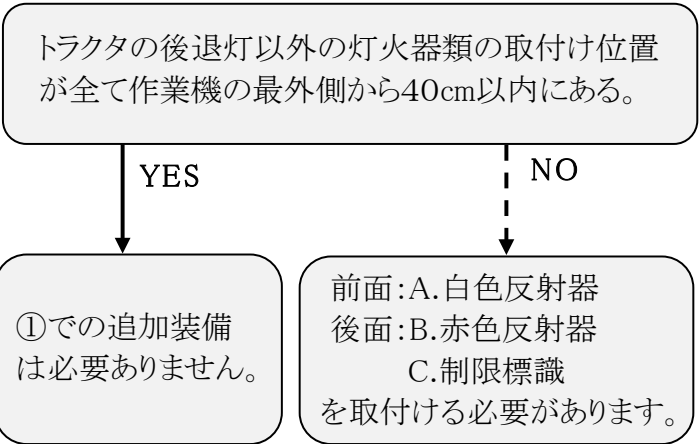 トラクタの後退灯以外の灯火器類の取付け位置
が全て作業機の最外側から40cm以内にある。
YES
NO
①での追加装備
は必要ありません。
前面:A.白色反射器
後面:B.赤色反射器
C.制限標識
を取付ける必要があります。